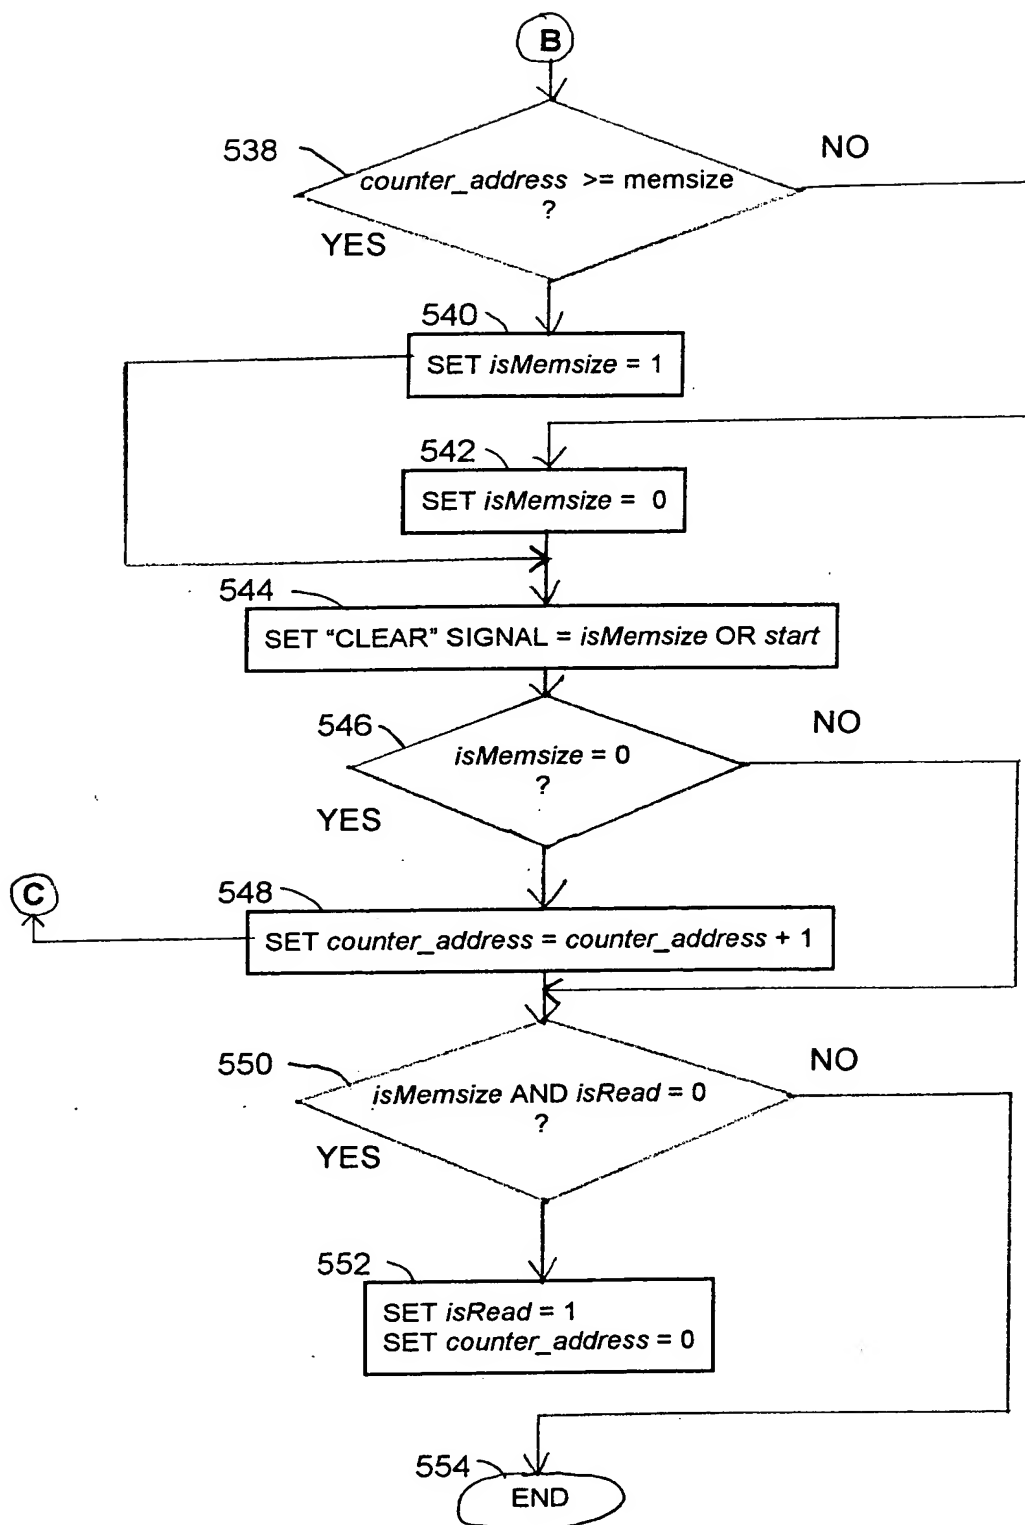 B
538
NO
counter_address >= memsize
?
YES
540
SET isMemsize = 1
542
SET isMemsize = 0
544
SET “CLEAR” SIGNAL = isMemsize OR start
546
NO
isMemsize = 0
?
YES
C
548
SET counter_address = counter_address + 1
550
NO
isMemsize AND isRead = 0
?
YES
552
SET isRead = 1
SET counter_address = 0
554
END